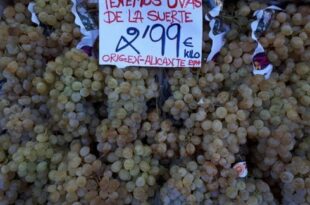 TENEMOS UVAS
DE LA SUERTE
2'99 €
KILO
ORIGEN-ALICANTE